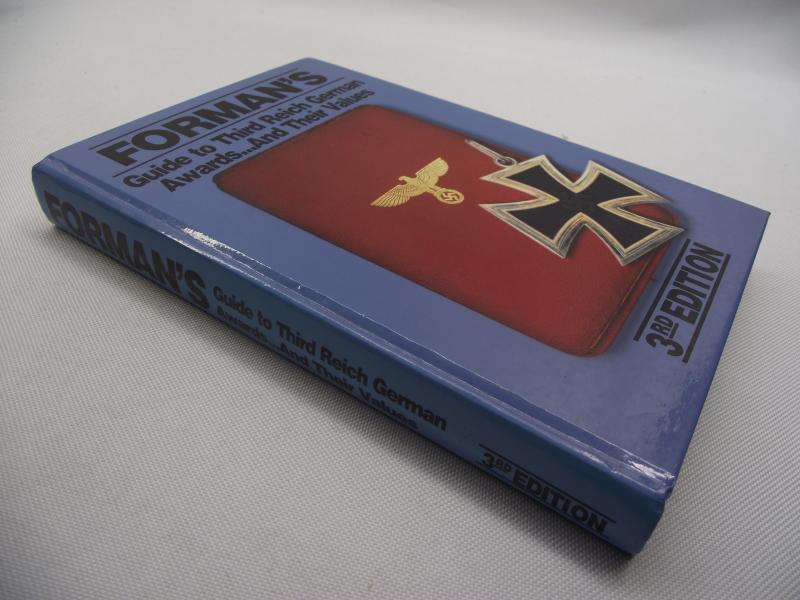 FORMAN'S
Guide to Third Reich German
Awards...And Their Values
3RD EDITION
FORMAN'S
Guide to Third Reich German
Awards...And Their Values
3RD EDITION